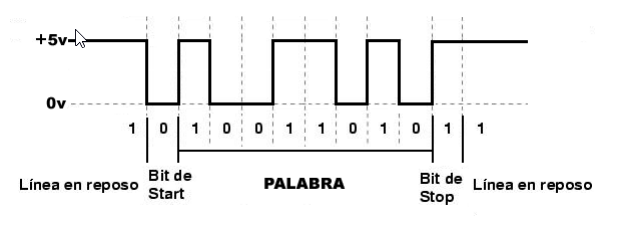 +5v
0v
1 0 1 0 0 1 1 0 1 0 1 1
Línea en reposo
Bit de
Start
PALABRA
Bit de
Stop
Línea en reposo